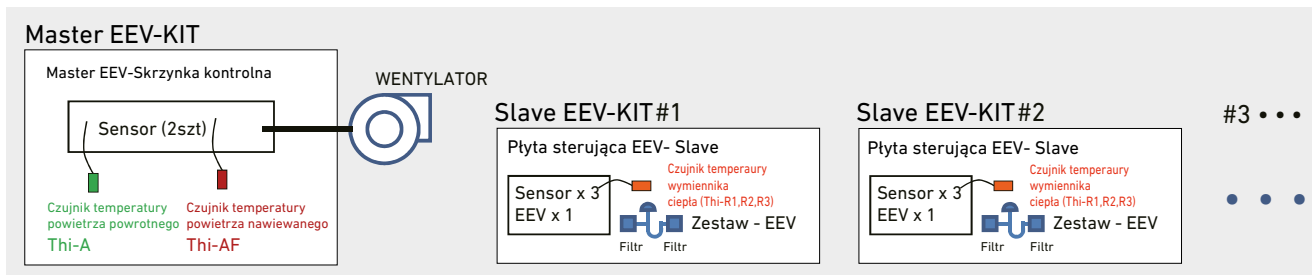 Master EEV-KIT
Master EEV-Skrzynka kontrolna
Sensor (2szt)
Czujnik temperatury
powietrza powrotnego
Thi-A
Czujnik temperatury
powietrza nawiewanego
Thi-AF
WENTYLATOR
Slave EEV-KIT#1
Płyta sterująca EEV- Slave
Sensor x 3
EEV x 1
Czujnik temperaury
wymiennika
ciepła (Thi-R1,R2,R3)
Zestaw - EEV
Filtr
Filtr
Slave EEV-KIT#2
Płyta sterująca EEV- Slave
Sensor x 3
EEV x 1
Czujnik temperaury
wymiennika
ciepła (Thi-R1,R2,R3)
Zestaw - EEV
Filtr
Filtr
#3 • • •